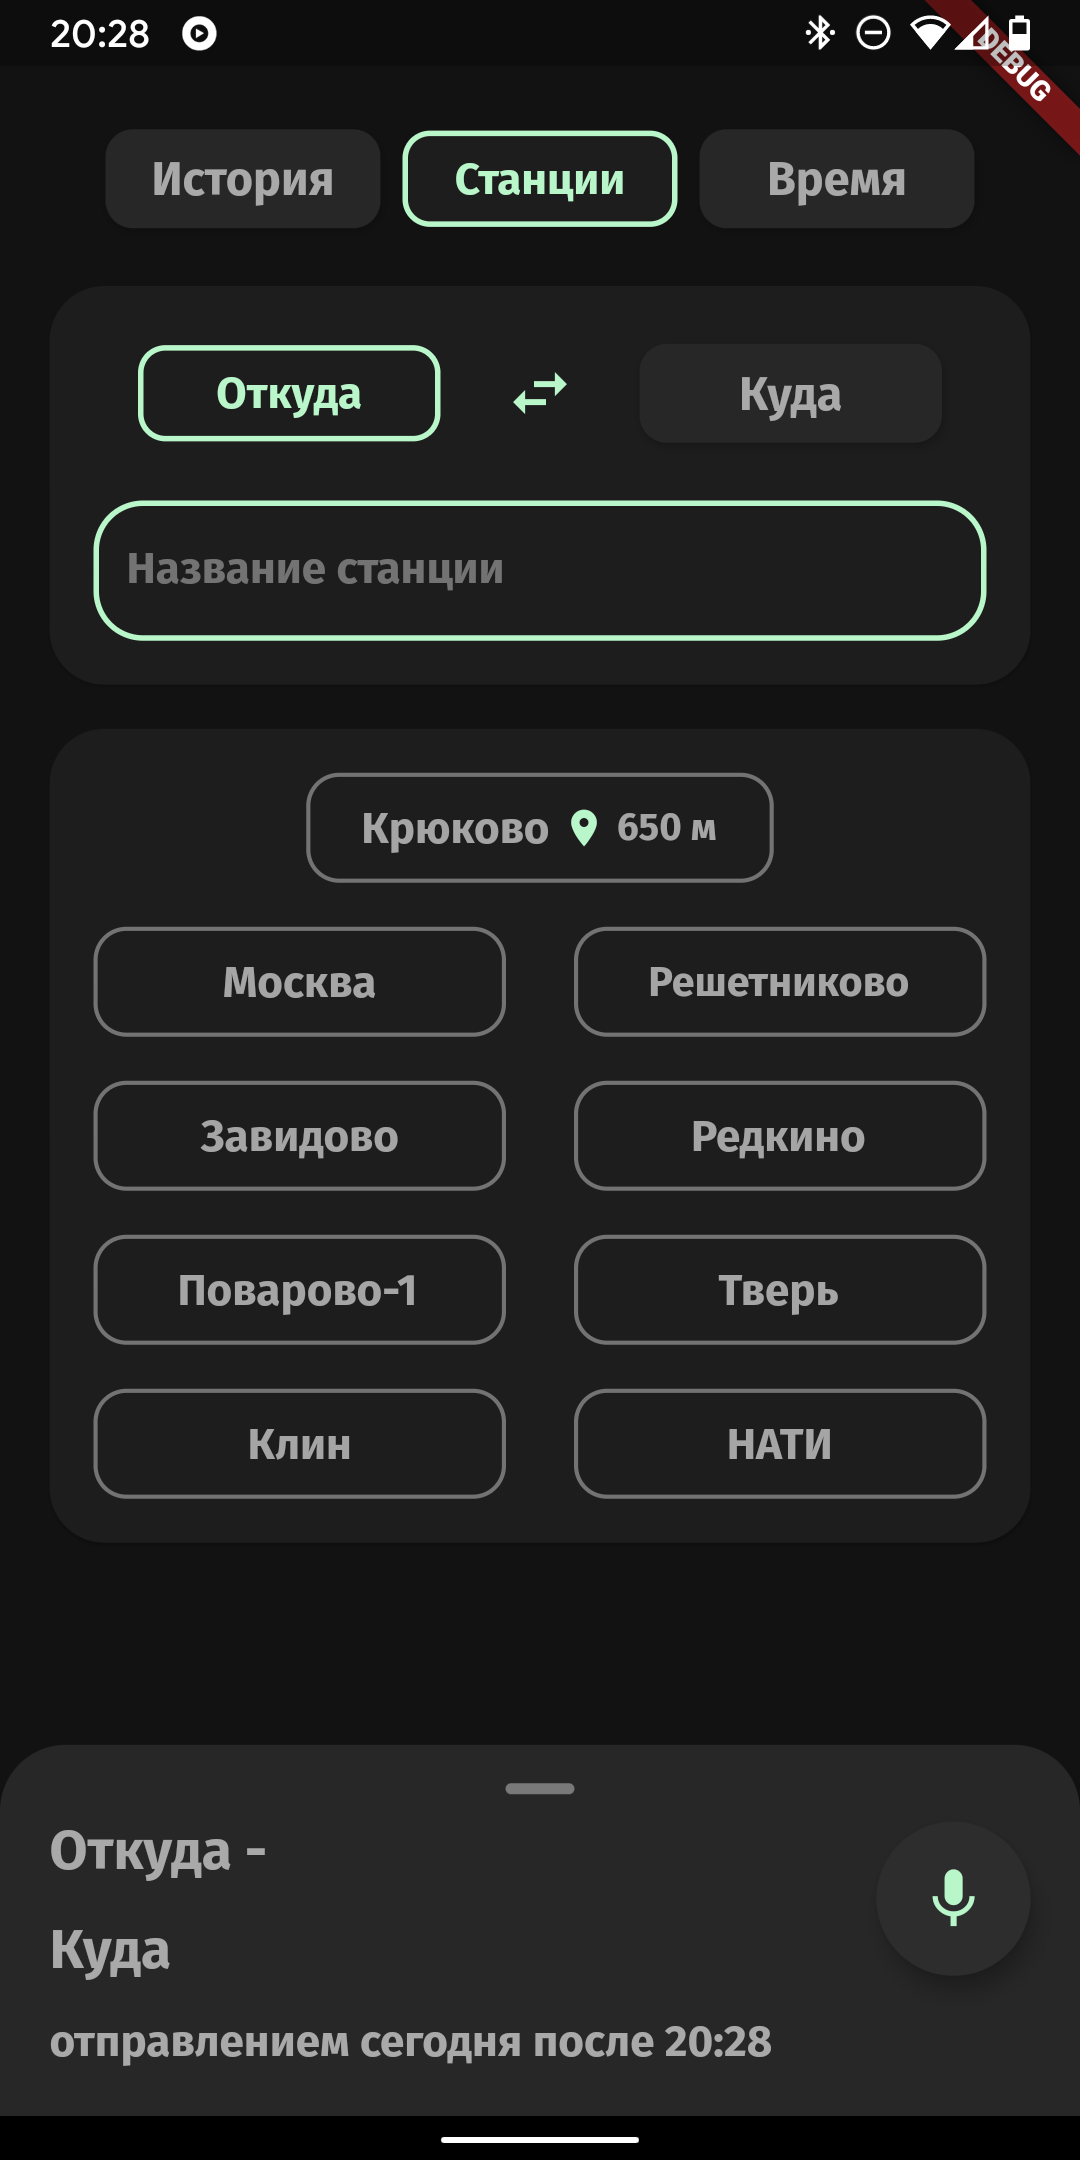 20:28
DEBUG
История
Станции
Время
Откуда
Куда
Название станции
Крюково 650 м
Москва
Решетниково
Завидово
Редкино
Поварово-1
Тверь
Клин
НАТИ
Откуда -
Куда
отправлением сегодня после 20:28